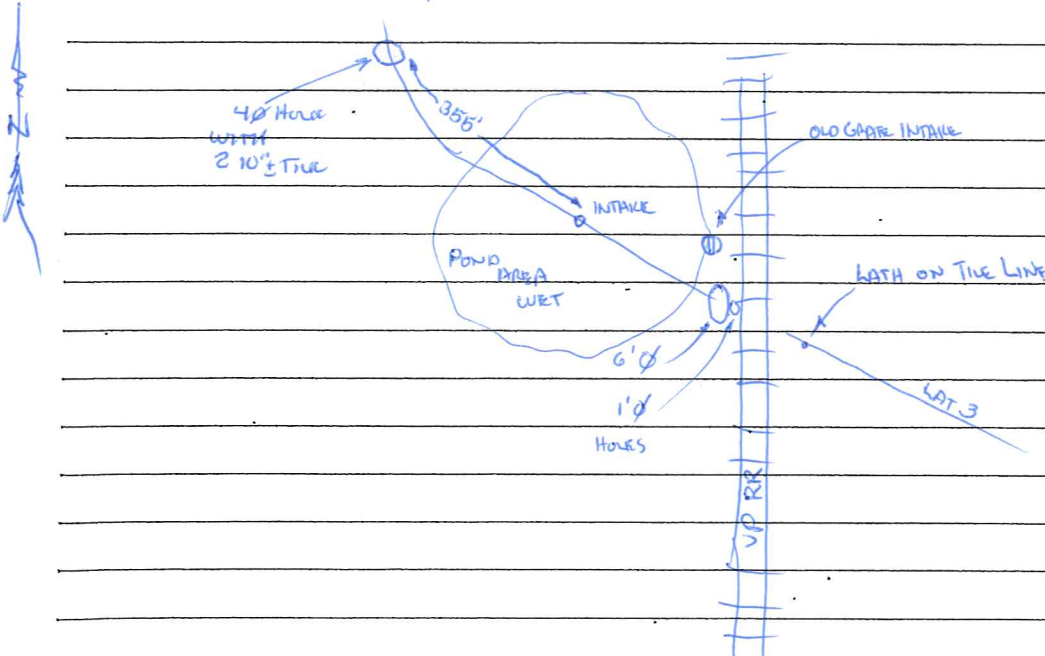 N
4Ø HOLE
WITH
2 10"± TILE
355'
OLD GRATE INTAKE
INTAKE
POND
AREA
WET
LATH ON TILE LINE
6'Ø
1'Ø
HOLES
LAT 3
UP RR